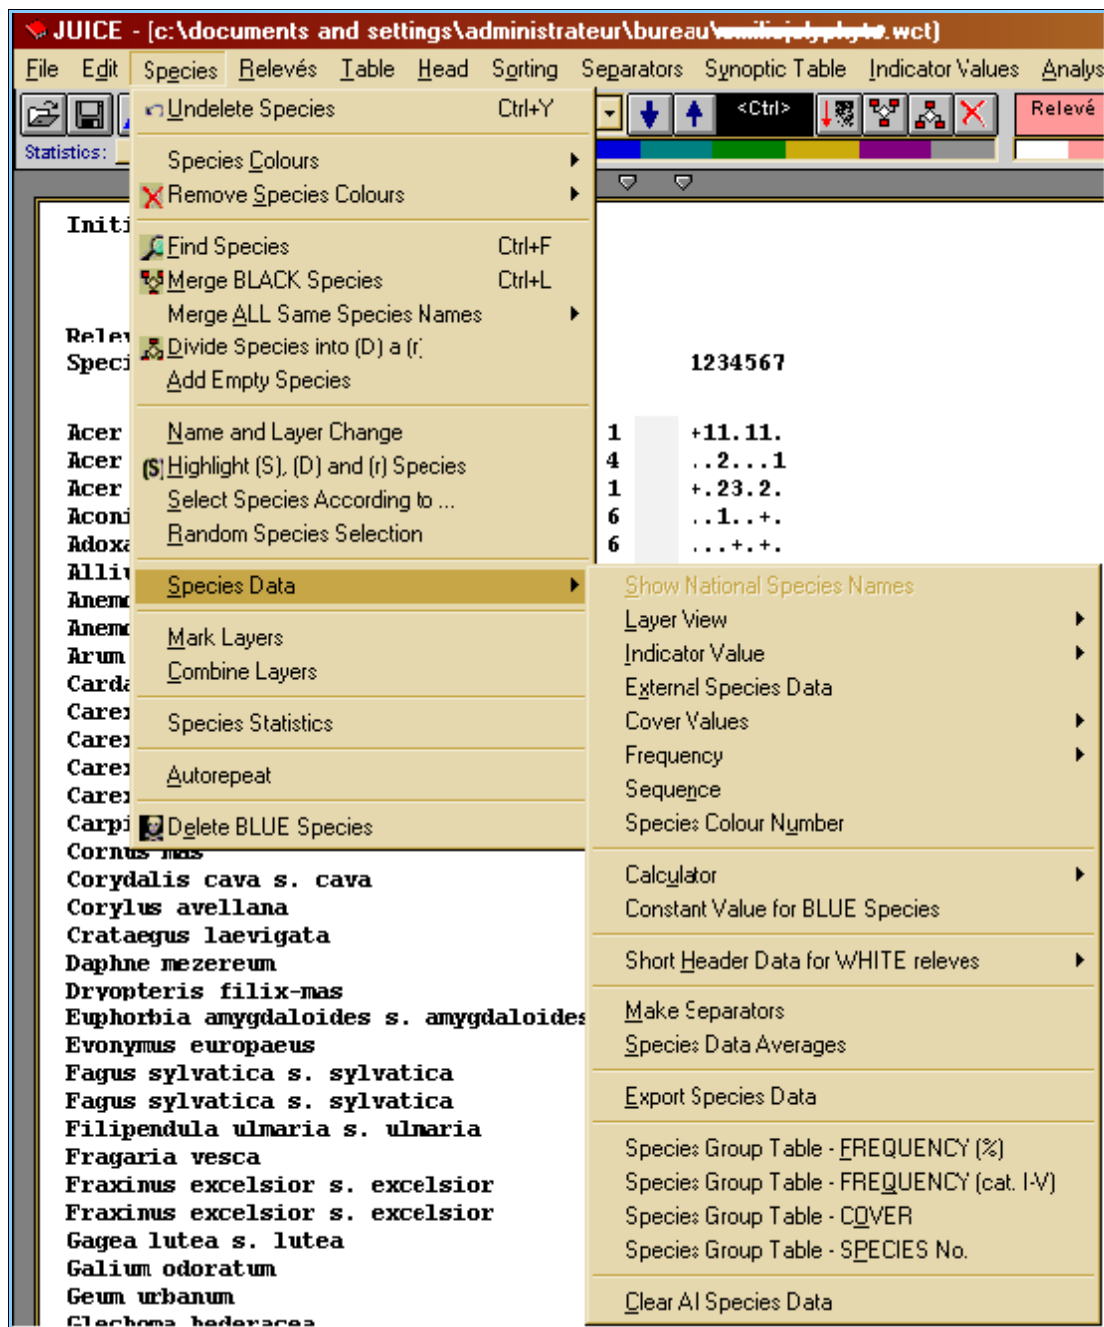 JUICE - [c:\documents and settings\administrateur\bureau\ .wct]
File Edit Species Relevés Table Head Sorting Separators Synoptic Table Indicator Values Analys
Undelete Species Ctrl+Y
<Ctrl>
Relevé
Statistics:
Species Colours
Remove Species Colours
Initi
Find Species Ctrl+F
Merge BLACK Species Ctrl+L
Merge ALL Same Species Names
Relev
Divide Species into (D) a (r)
Speci 1234567
Add Empty Species
Acer Name and Layer Change 1 +11.11.
Acer (S) Highlight (S), (D) and (r) Species 4 ..2...1
Acer Select Species According to ... 1 +.23.2.
Aconi Random Species Selection 6 ..1..+.
Adoxa 6 ...+.+.
Alliu Species Data
Anemo
Anemo Mark Layers
Arum Combine Layers
Carda
Carex Species Statistics
Carex
Carex Autorepeat
Carex
Carpi Delete BLUE Species
Show National Species Names
Layer View
Indicator Value
External Species Data
Cover Values
Frequency
Sequence
Species Colour Number
Calculator
Constant Value for BLUE Species
Short Header Data for WHITE releves
Make Separators
Species Data Averages
Export Species Data
Species Group Table - FREQUENCY (%)
Species Group Table - FREQUENCY (cat. I-V)
Species Group Table - COVER
Species Group Table - SPECIES No.
Clear Al Species Data
Cornus mas
Corydalis cava s. cava
Corylus avellana
Crataegus laevigata
Daphne mezereum
Dryopteris filix-mas
Euphorbia amygdaloides s. amygdaloides
Evonymus europaeus
Fagus sylvatica s. sylvatica
Fagus sylvatica s. sylvatica
Filipendula ulmaria s. ulmaria
Fragaria vesca
Fraxinus excelsior s. excelsior
Fraxinus excelsior s. excelsior
Gagea lutea s. lutea
Galium odoratum
Geum urbanum
Glechoma hederacea